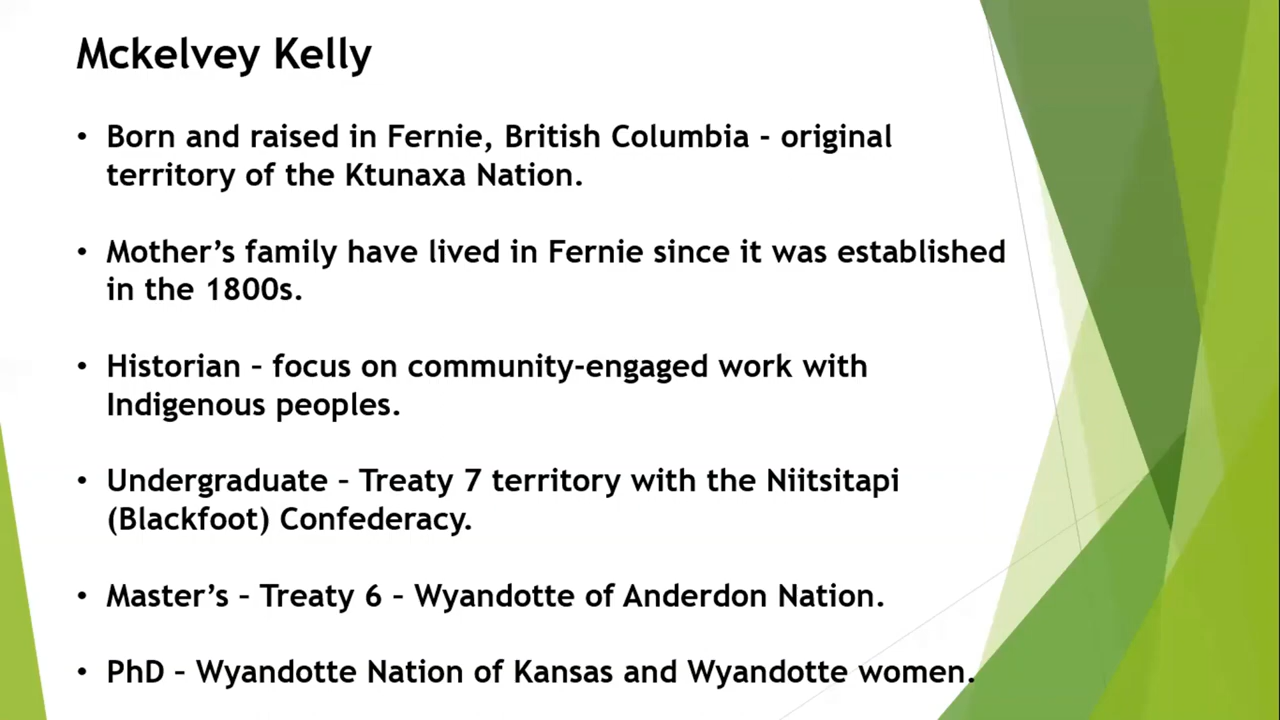 Mckelvey Kelly
• Born and raised in Fernie, British Columbia – original
territory of the Ktunaxa Nation.
• Mother’s family have lived in Fernie since it was established
in the 1800s.
• Historian – focus on community-engaged work with
Indigenous peoples.
• Undergraduate – Treaty 7 territory with the Niitsitapi
(Blackfoot) Confederacy.
• Master’s – Treaty 6 – Wyandotte of Anderdon Nation.
• PhD – Wyandotte Nation of Kansas and Wyandotte women.